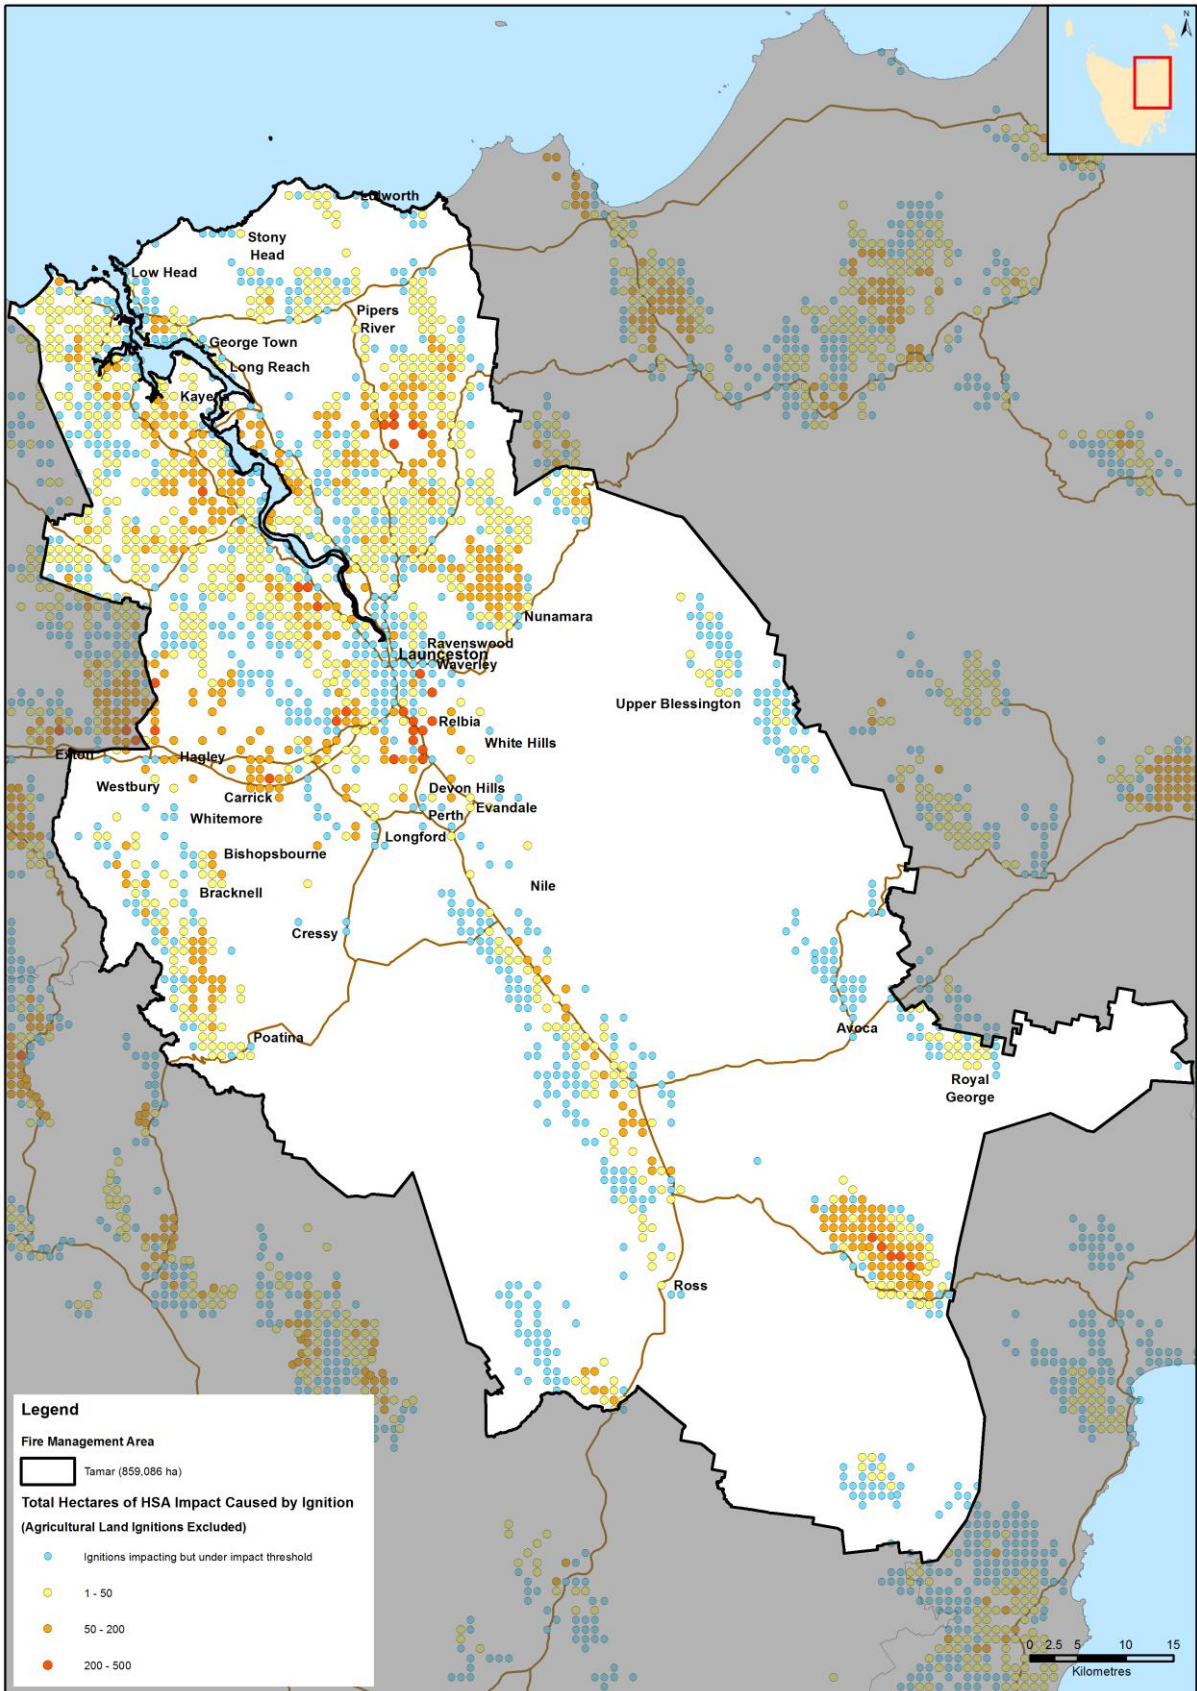 N
Lulworth
Stony
Head
Low Head
Pipers
River
George Town
Long Reach
Kayena
Nunamara
Ravenswood
Launceston
Waverley
Upper Blessington
Relbia
White Hills
Exton
Hagley
Westbury
Devon Hills
Carrick
Evandale
Whitemore
Perth
Longford
Bishopsbourne
Nile
Bracknell
Cressy
Avoca
Poatina
Royal
George
Ross
Legend
Fire Management Area
Tamar (859,086 ha)
Total Hectares of HSA Impact Caused by Ignition
(Agricultural Land Ignitions Excluded)
Ignitions impacting but under impact threshold
1 - 50
50 - 200
200 - 500
0 2.5 5 10 15
Kilometres